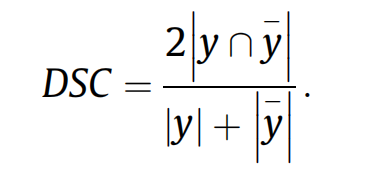 DSC = 2|y ∩ ȳ| / (|y| + |ȳ|).